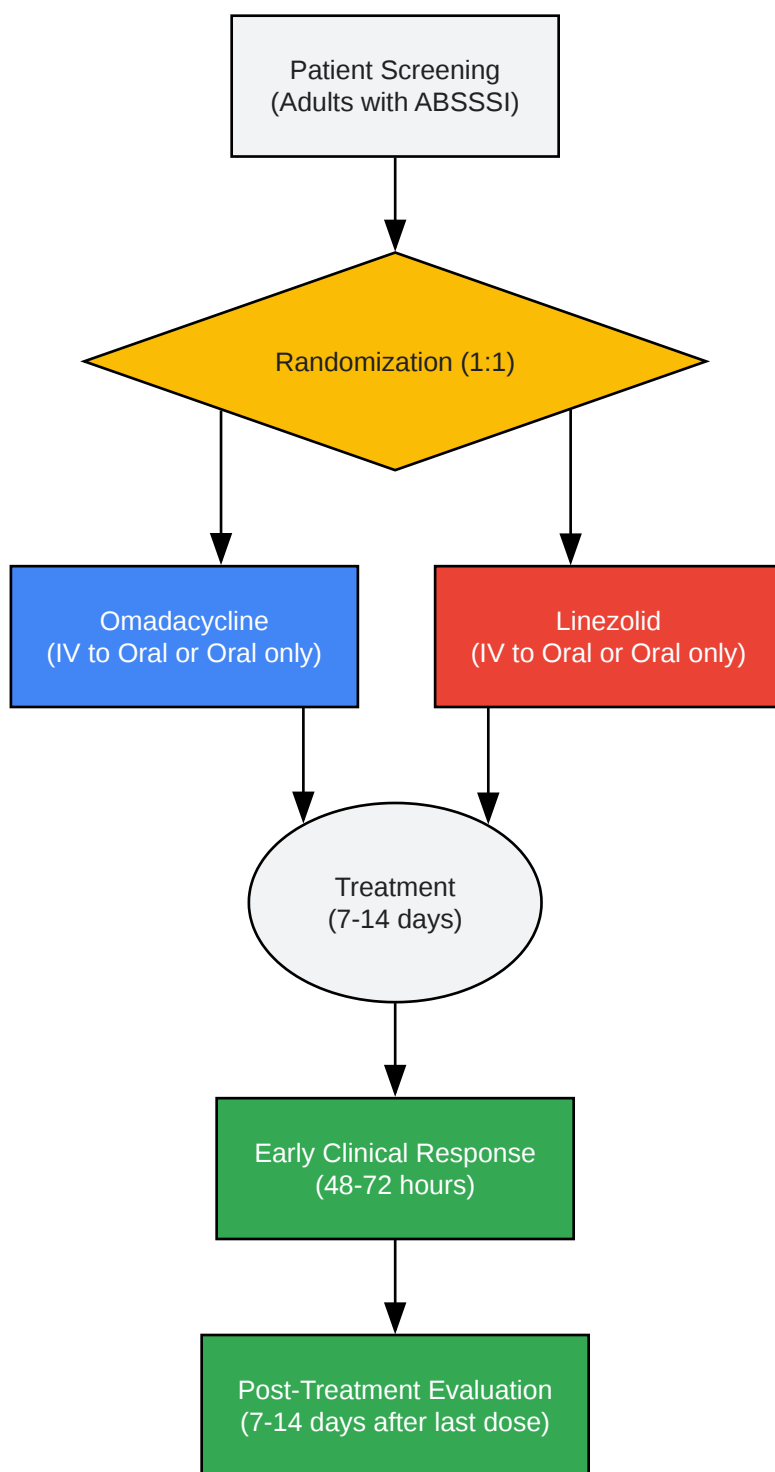 Patient Screening
(Adults with ABSSSI)
Randomization (1:1)
Omadacycline
(IV to Oral or Oral only)
Linezolid
(IV to Oral or Oral only)
Treatment
(7-14 days)
Early Clinical Response
(48-72 hours)
Post-Treatment Evaluation
(7-14 days after last dose)